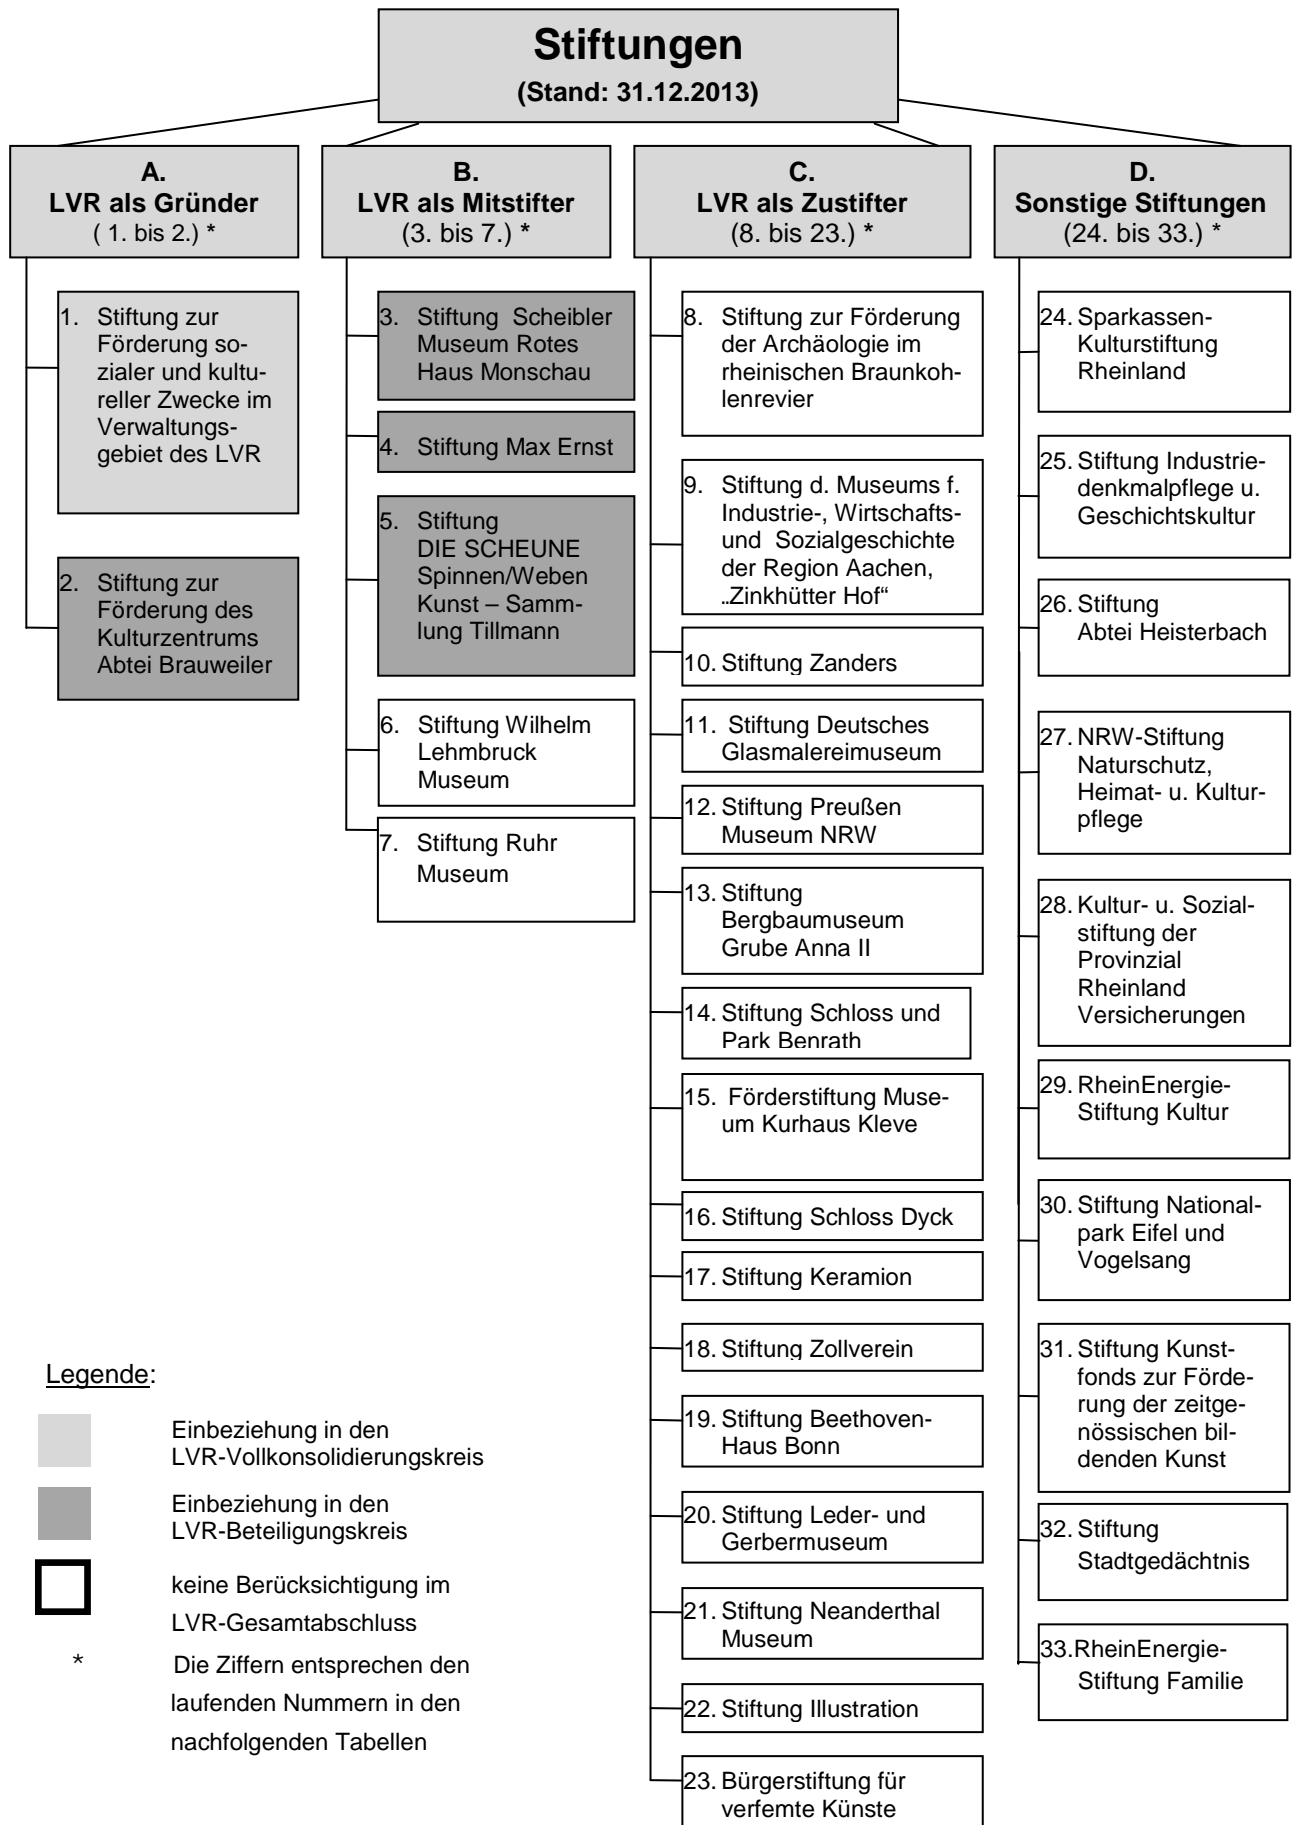 Stiftungen
(Stand: 31.12.2013)
A.
LVR als Gründer
( 1. bis 2.) *
1. Stiftung zur
Förderung so-
zialer und kultu-
reller Zwecke im
Verwaltungs-
gebiet des LVR
2. Stiftung zur
Förderung des
Kulturzentrums
Abtei Brauweiler
B.
LVR als Mitstifter
(3. bis 7.) *
3. Stiftung Scheibler
Museum Rotes
Haus Monschau
4. Stiftung Max Ernst
5. Stiftung
DIE SCHEUNE
Spinnen/Weben
Kunst – Samm-
lung Tillmann
6. Stiftung Wilhelm
Lehmbruck
Museum
7. Stiftung Ruhr
Museum
C.
LVR als Zustifter
(8. bis 23.) *
8. Stiftung zur Förderung
der Archäologie im
rheinischen Braunkoh-
lenrevier
9. Stiftung d. Museums f.
Industrie-, Wirtschafts-
und Sozialgeschichte
der Region Aachen,
„Zinkhütter Hof“
10. Stiftung Zanders
11. Stiftung Deutsches
Glasmalereimuseum
12. Stiftung Preußen
Museum NRW
13. Stiftung
Bergbaumuseum
Grube Anna II
14. Stiftung Schloss und
Park Benrath
15. Förderstiftung Muse-
um Kurhaus Kleve
16. Stiftung Schloss Dyck
17. Stiftung Keramion
18. Stiftung Zollverein
19. Stiftung Beethoven-
Haus Bonn
20. Stiftung Leder- und
Gerbermuseum
21. Stiftung Neanderthal
Museum
22. Stiftung Illustration
23. Bürgerstiftung für
verfemte Künste
D.
Sonstige Stiftungen
(24. bis 33.) *
24. Sparkassen-
Kulturstiftung
Rheinland
25. Stiftung Industrie-
denkmalpflege u.
Geschichtskultur
26. Stiftung
Abtei Heisterbach
27. NRW-Stiftung
Naturschutz,
Heimat- u. Kultur-
pflege
28. Kultur- u. Sozial-
stiftung der
Provinzial
Rheinland
Versicherungen
29. RheinEnergie-
Stiftung Kultur
30. Stiftung National-
park Eifel und
Vogelsang
31. Stiftung Kunst-
fonds zur Förde-
rung der zeitge-
nössischen bil-
denden Kunst
32. Stiftung
Stadtgedächtnis
33.RheinEnergie-
Stiftung Familie
Legende:
Einbeziehung in den
LVR-Vollkonsolidierungskreis
Einbeziehung in den
LVR-Beteiligungskreis
keine Berücksichtigung im
LVR-Gesamtabschluss
* Die Ziffern entsprechen den
laufenden Nummern in den
nachfolgenden Tabellen